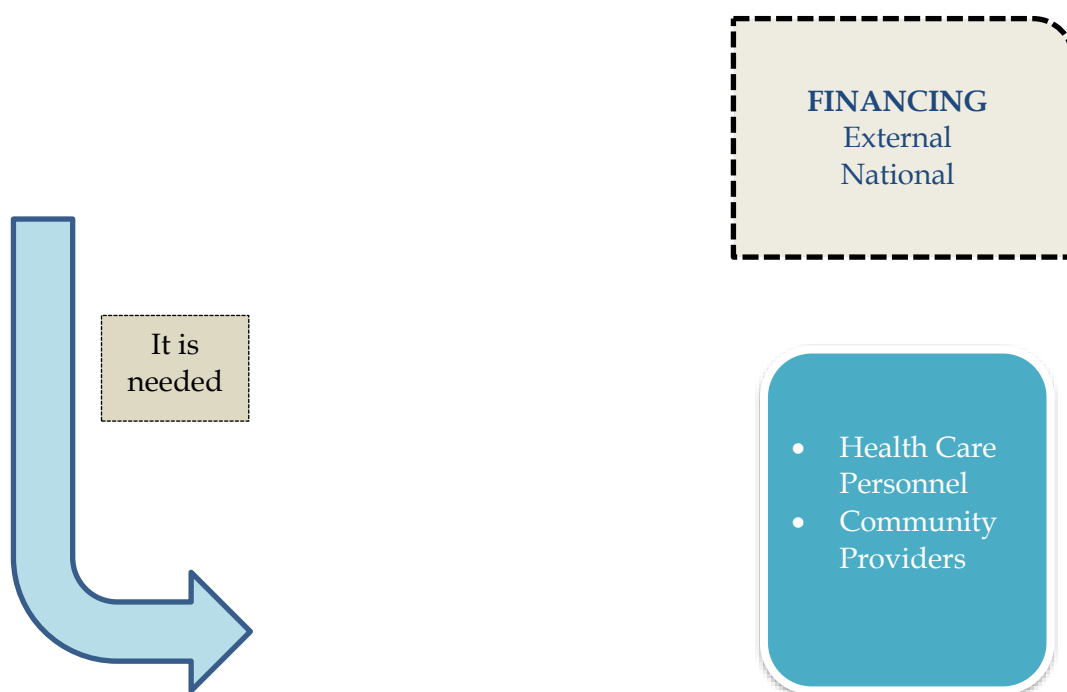 FINANCING
External
National
It is
needed
• Health Care
Personnel
• Community
Providers